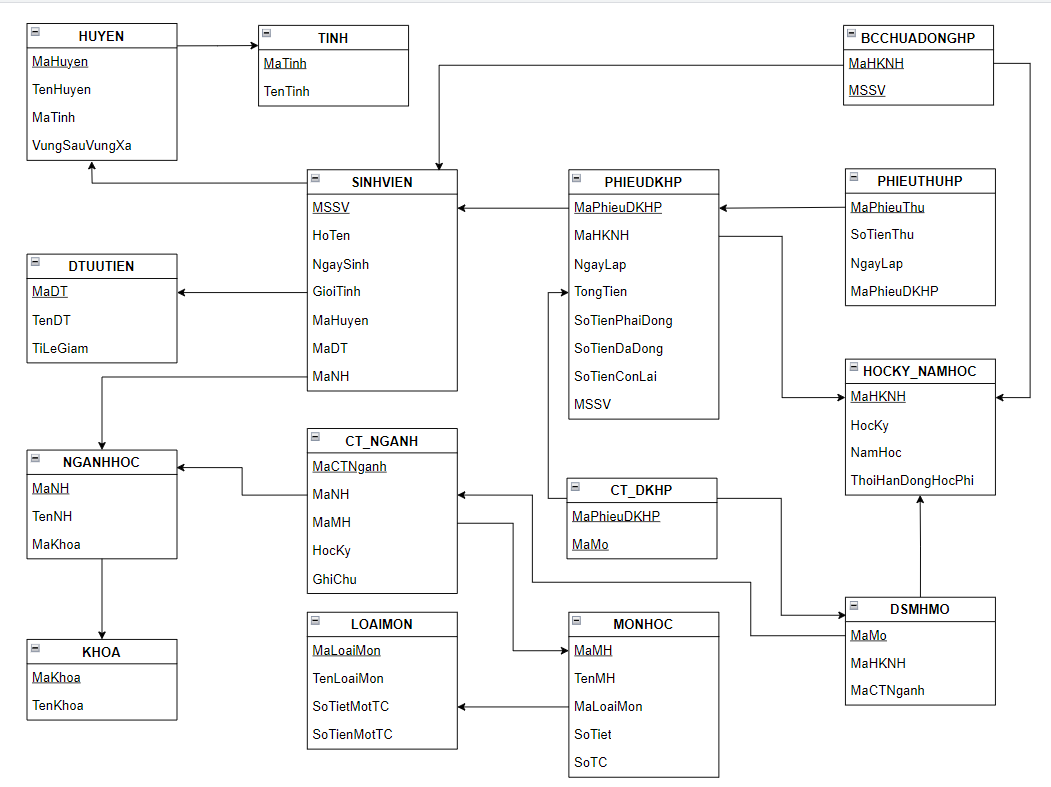 HUYEN
MaHuyen
TenHuyen
MaTinh
VungSauVungXa
TINH
MaTinh
TenTinh
BCCHUADONGHP
MaHKNH
MSSV
SINHVIEN
MSSV
HoTen
NgaySinh
GioiTinh
MaHuyen
MaDT
MaNH
PHIEUDKHP
MaPhieuDKHP
MaHKNH
NgayLap
TongTien
SoTienPhaiDong
SoTienDaDong
SoTienConLai
MSSV
PHIEUTHUHP
MaPhieuThu
SoTienThu
NgayLap
MaPhieuDKHP
DTUUTIEN
MaDT
TenDT
TiLeGiam
HOCKY_NAMHOC
MaHKNH
HocKy
NamHoc
ThoiHanDongHocPhi
NGANHHOC
MaNH
TenNH
MaKhoa
CT_NGANH
MaCTNganh
MaNH
MaMH
HocKy
GhiChu
CT_DKHP
MaPhieuDKHP
MaMo
DSMHMO
MaMo
MaHKNH
MaCTNganh
KHOA
MaKhoa
TenKhoa
LOAIMON
MaLoaiMon
TenLoaiMon
SoTietMotTC
SoTienMotTC
MONHOC
MaMH
TenMH
MaLoaiMon
SoTiet
SoTC